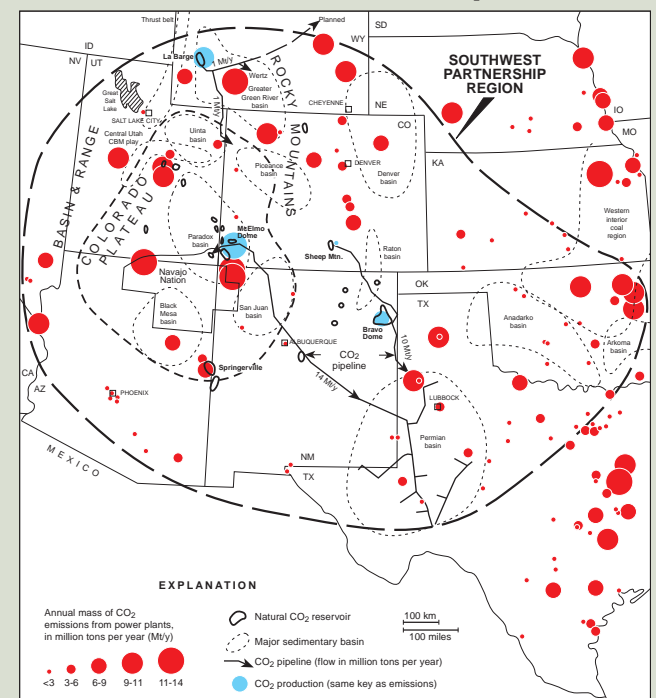 Thrust belt
Planned
SD
WY
ID
NV
UT
La Barge
1 Mt/y
SOUTHWEST
PARTNERSHIP
REGION
Wertz
Greater
Green River
basin
ROCKY
MOUNTAINS
Great
Salt
Lake
SALT LAKE CITY
CHEYENNE
NE
CO
IO
MO
KA
Mt/y
Central Utah
CBM play
Uinta
basin
Piceance
basin
DENVER
Denver
basin
BASIN & RANGE
COLORADO
PLATEAU
Western
interior
coal
region
Paradox
basin
McElmo
Dome
Sheep Mtn.
Raton
basin
Navajo
Nation
OK
TX
Black
Mesa
basin
San Juan
basin
Bravo
Dome
Anadarko
basin
Arkoma
basin
ALBUQUERQUE
CO2
pipeline
10 Mt/y
14 Mt/y
Springerville
CA
AZ
PHOENIX
LUBBOCK
Permian
basin
MEXICO
NM
TX
EXPLANATION
Annual mass of CO2
emissions from power plants,
in million tons per year (Mt/y)
<3 3-6 6-9 9-11 11-14
Natural CO2 reservoir
Major sedimentary basin
CO2 pipeline (flow in million tons per year)
CO2 production (same key as emissions)
100 km
100 miles